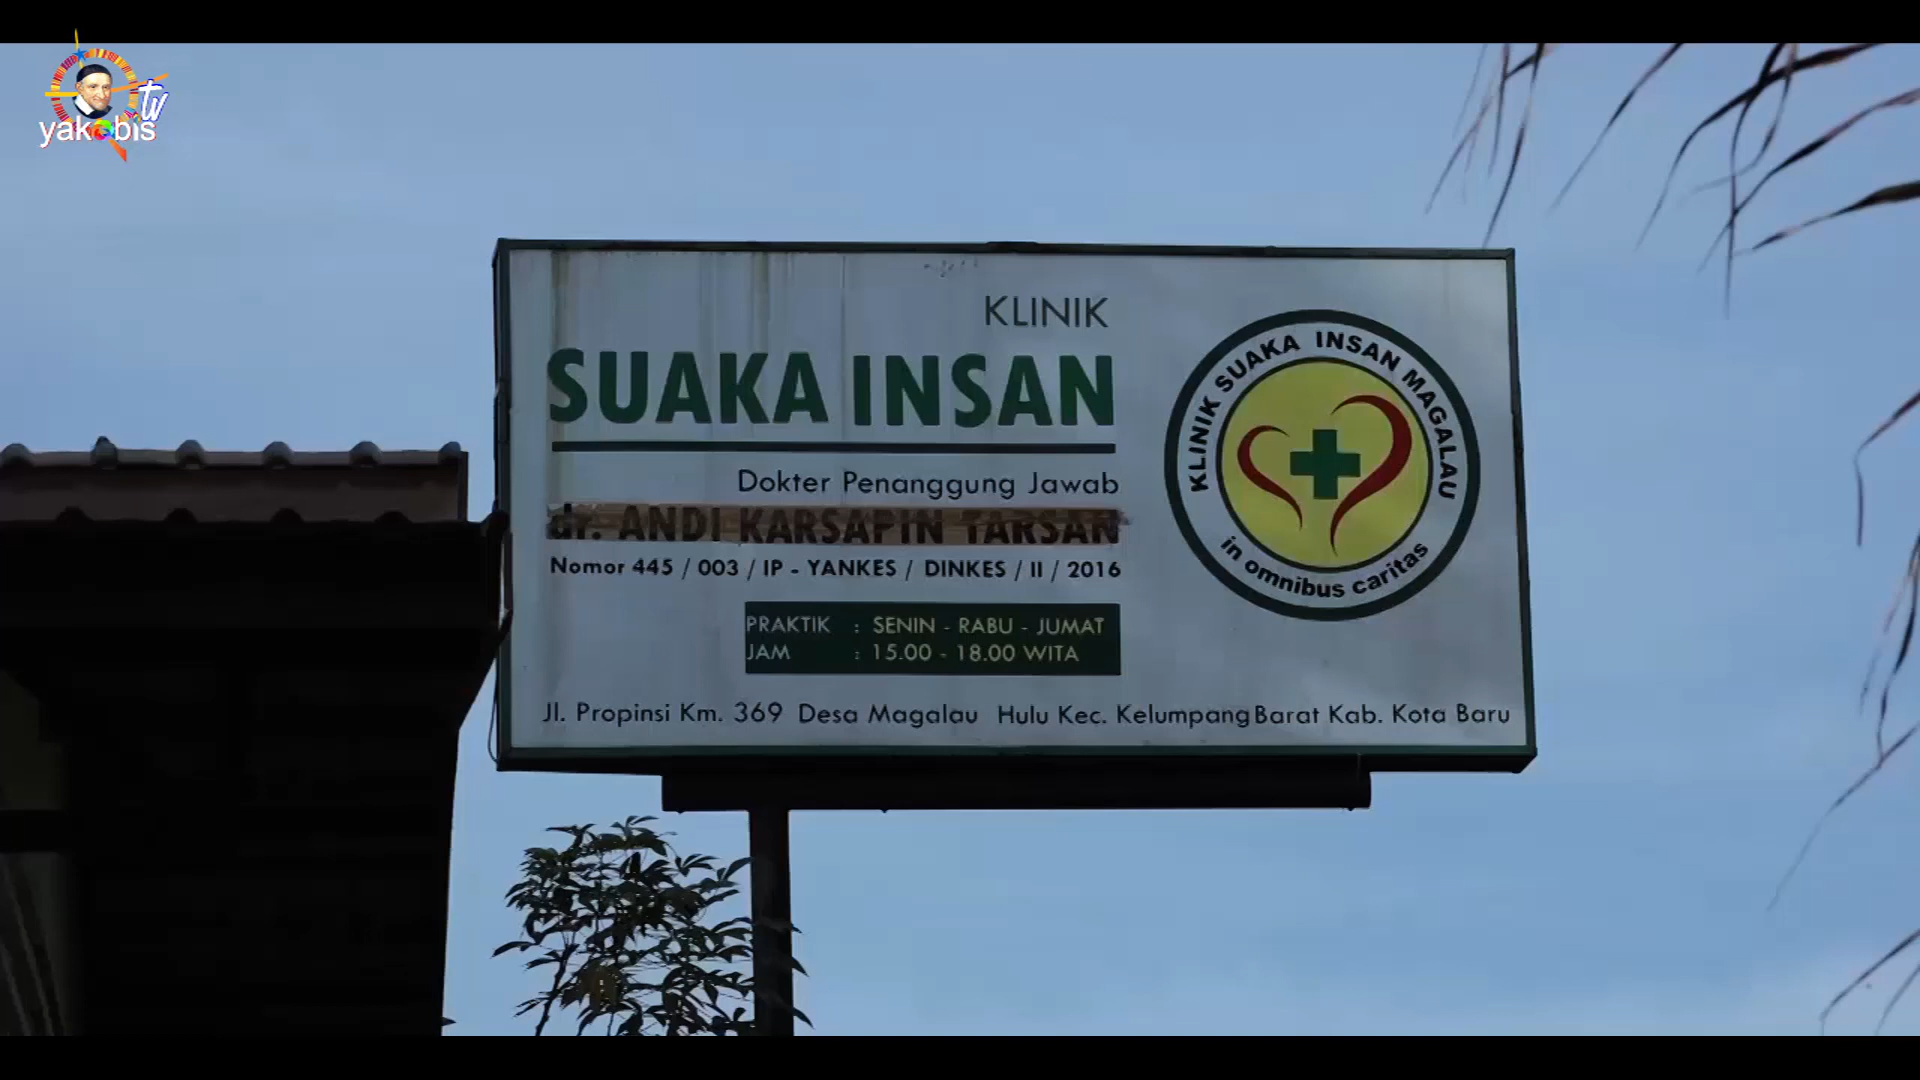 tv
yakobis
KLINIK
SUAKA INSAN
Dokter Penanggung Jawab
dr. ANDI KARSAPIN TARSAN
Nomor 445 / 003 / IP - YANKES / DINKES / II / 2016
PRAKTIK : SENIN - RABU - JUMAT
JAM : 15.00 - 18.00 WITA
Jl. Propinsi Km. 369 Desa Magalau Hulu Kec. Kelumpang Barat Kab. Kota Baru
KLINIK SUAKA INSAN MAGALAU
in omnibus caritas